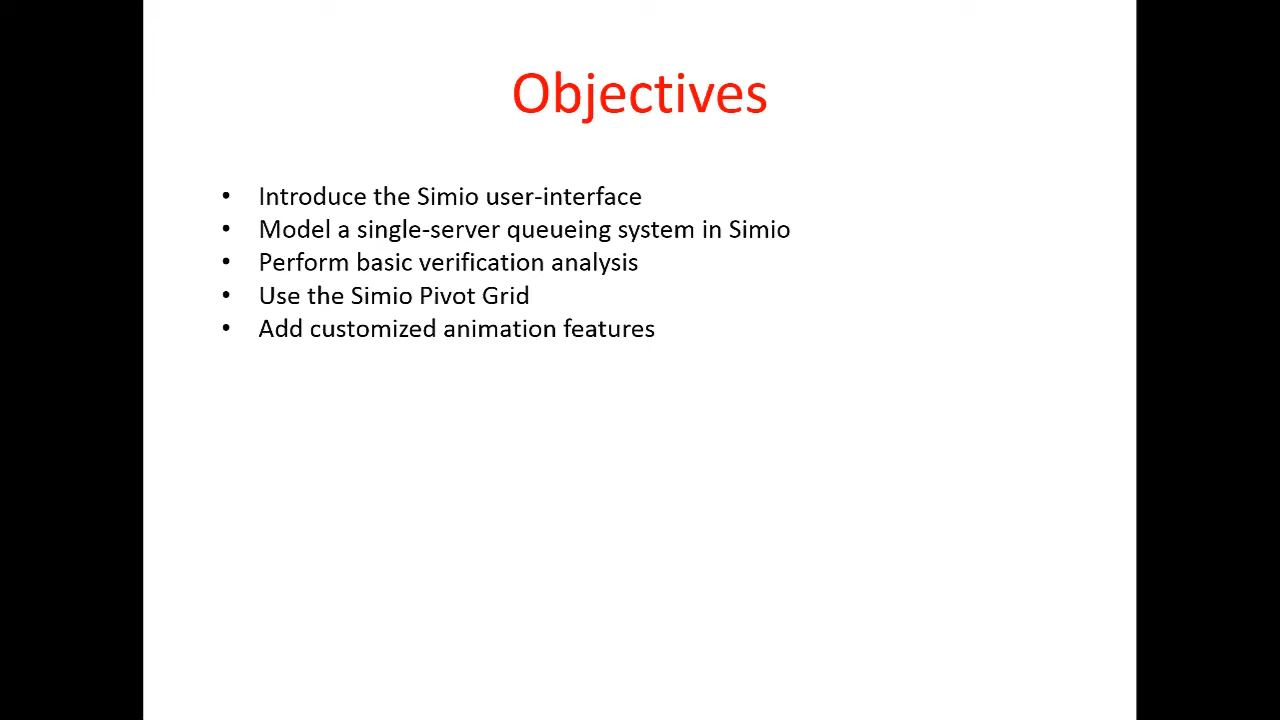 Objectives
• Introduce the Simio user-interface
• Model a single-server queueing system in Simio
• Perform basic verification analysis
• Use the Simio Pivot Grid
• Add customized animation features